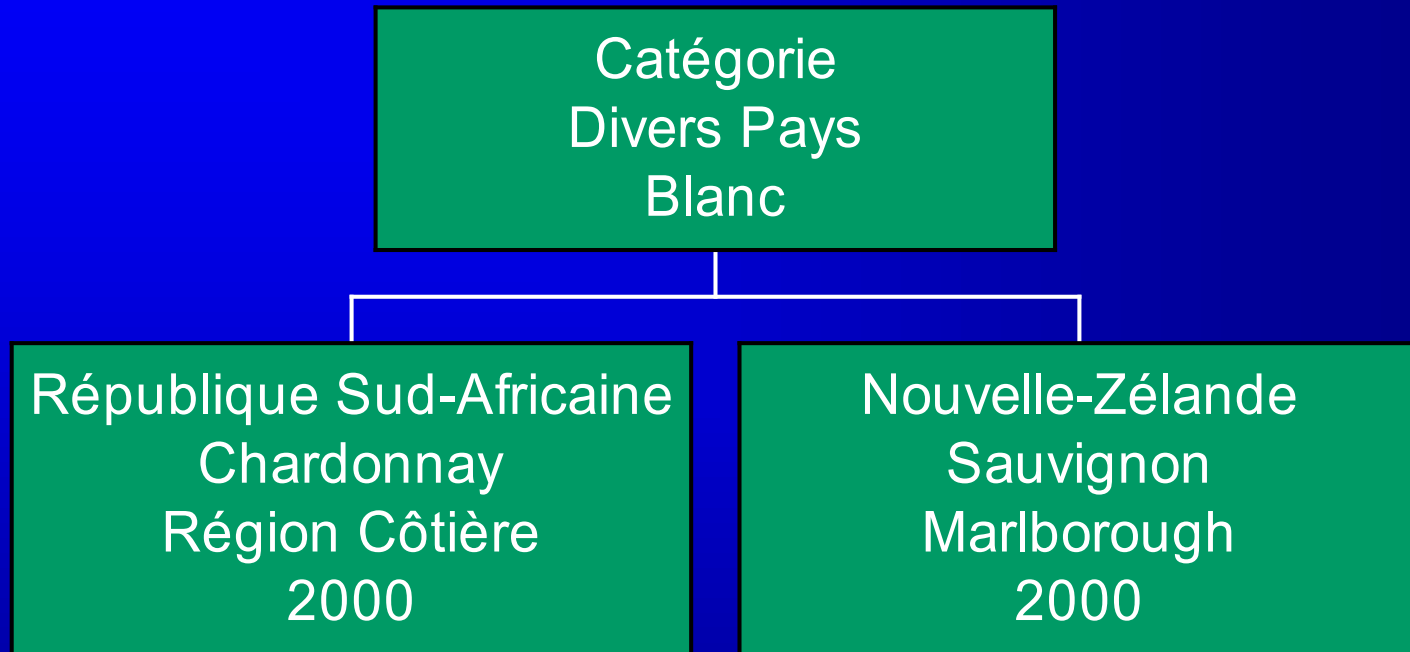 Catégorie
Divers Pays
Blanc
République Sud-Africaine
Chardonnay
Région Côtière
2000
Nouvelle-Zélande
Sauvignon
Marlborough
2000